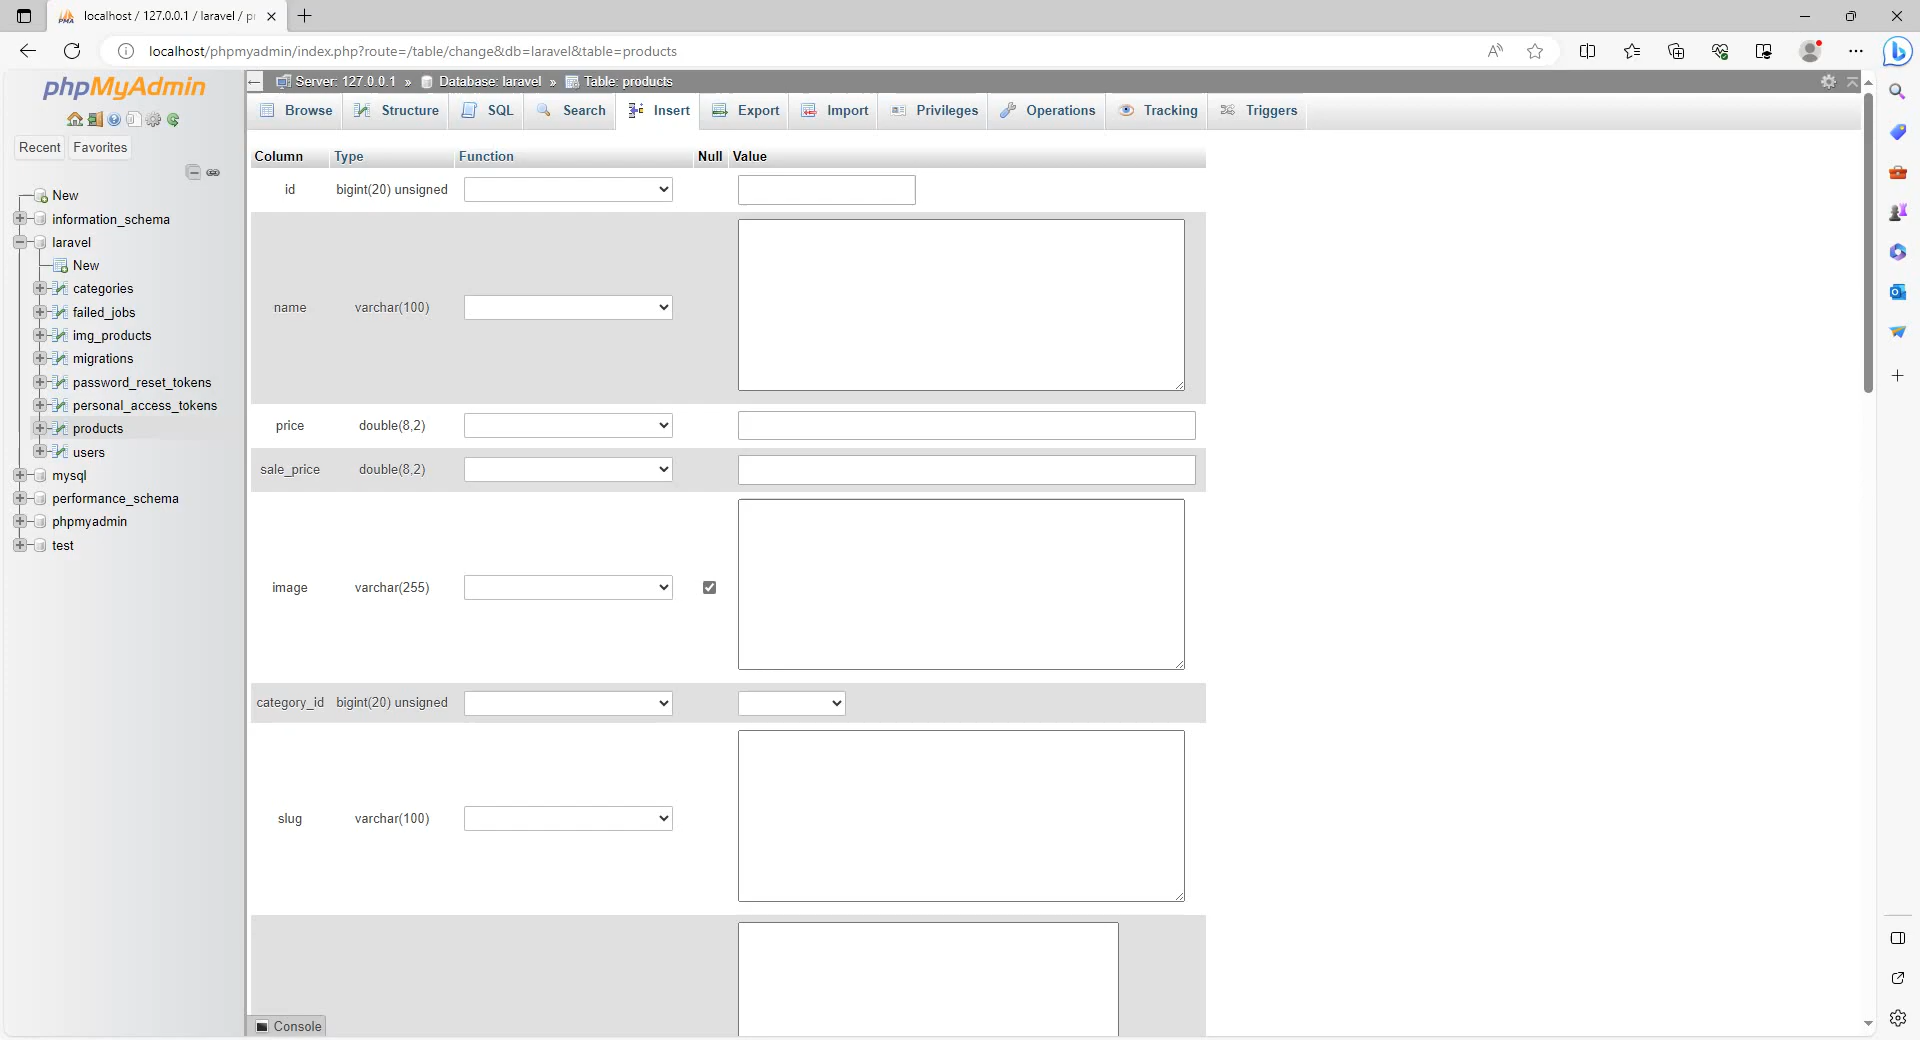 localhost / 127.0.0.1 / laravel / pr
localhost/phpmyadmin/index.php?route=/table/change&db=laravel&table=products
phpMyAdmin
Recent Favorites
New
information_schema
laravel
New
categories
failed_jobs
img_products
migrations
password_reset_tokens
personal_access_tokens
products
users
mysql
performance_schema
phpmyadmin
test
Server: 127.0.0.1 » Database: laravel » Table: products
Browse Structure SQL Search Insert Export Import Privileges Operations Tracking Triggers
Column Type Function Null Value
id bigint(20) unsigned
name varchar(100)
price double(8,2)
sale_price double(8,2)
image varchar(255)
category_id bigint(20) unsigned
slug varchar(100)
Console